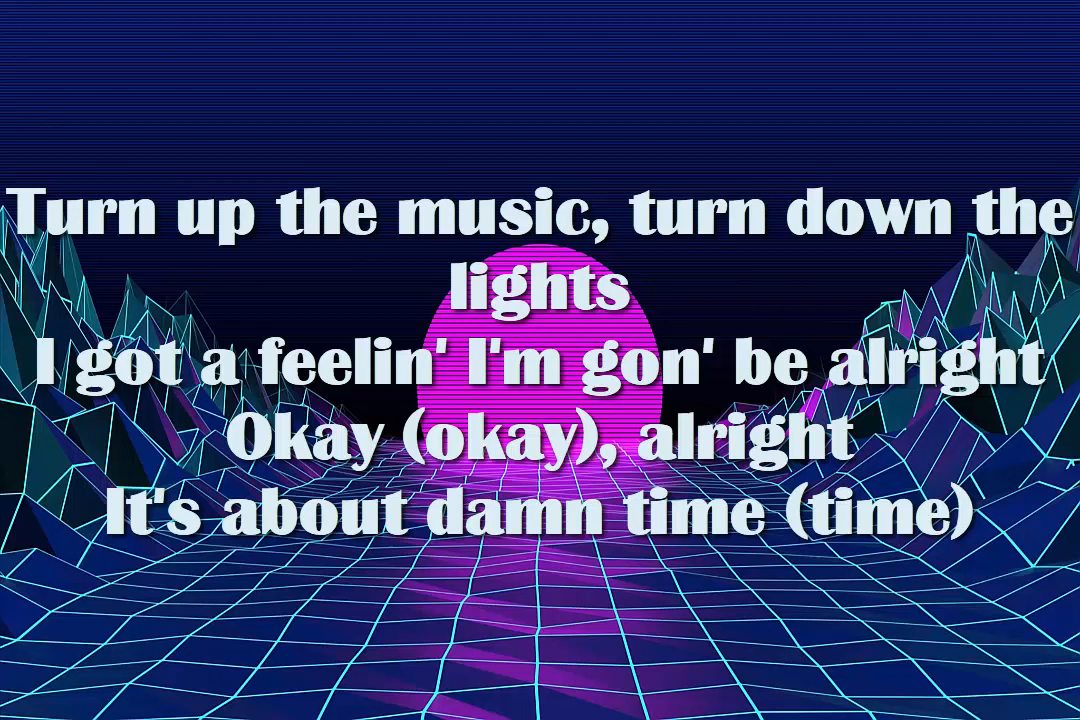 Turn up the music, turn down the
lights
I got a feelin' I'm gon' be alright
Okay (okay), alright
It's about damn time (time)